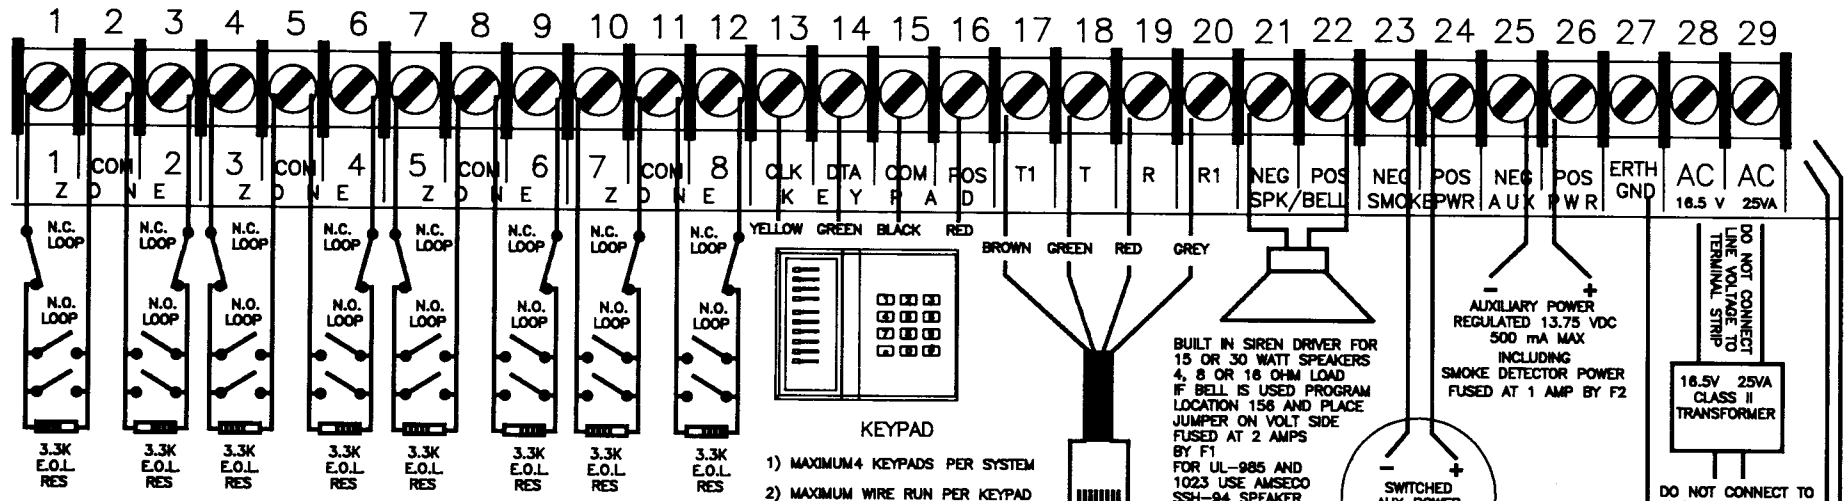 1 2 3 4 5 6 7 8 9 10 11 12 13 14 15 16 17 18 19 20 21 22 23 24 25 26 27 28 29
1 COM 2 3 COM 4 5 COM 6 7 COM 8 CLK DTA COM POS T1 T R R1 NEG POS NEG POS NEG POS ERTH GND AC AC
Z O N E Z O N E Z O N E Z O N E K E Y P A D SPK/BELL SMOKEPWR AUX PWR 16.5 V 25VA
YELLOW GREEN BLACK RED
BROWN GREEN RED GREY
N.C. LOOP N.C. LOOP N.C. LOOP N.C. LOOP N.C. LOOP N.C. LOOP N.C. LOOP N.C. LOOP
N.O. LOOP N.O. LOOP N.O. LOOP N.O. LOOP N.O. LOOP N.O. LOOP N.O. LOOP N.O. LOOP
3.3K 3.3K 3.3K 3.3K 3.3K 3.3K 3.3K 3.3K
E.O.L. E.O.L. E.O.L. E.O.L. E.O.L. E.O.L. E.O.L. E.O.L.
RES RES RES RES RES RES RES RES
KEYPAD
1) MAXIMUM4 KEYPADS PER SYSTEM
2) MAXIMUM WIRE RUN PER KEYPAD
BUILT IN SIREN DRIVER FOR
15 OR 30 WATT SPEAKERS
4, 8 OR 16 OHM LOAD
IF BELL IS USED PROGRAM
LOCATION 156 AND PLACE
JUMPER ON VOLT SIDE
FUSED AT 2 AMPS
BY F1
FOR UL-985 AND
1023 USE AMSECO
SSH-94 SPEAKER
- +
SWITCHED
AUX POWER
- +
AUXILIARY POWER
REGULATED 13.75 VDC
500 mA MAX
INCLUDING
SMOKE DETECTOR POWER
FUSED AT 1 AMP BY F2
DO NOT CONNECT
LINE VOLTAGE TO
TERMINAL STRIP
16.5V 25VA
CLASS II
TRANSFORMER
DO NOT CONNECT TO